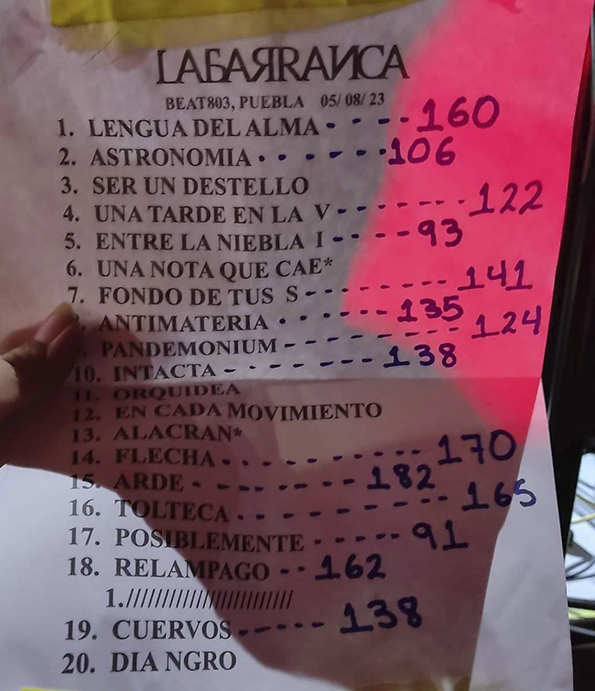 LABARRANCA
BEAT803, PUEBLA 05/08/23
1. LENGUA DEL ALMA - - - - 160
2. ASTRONOMIA - - - - - - 106
3. SER UN DESTELLO
4. UNA TARDE EN LA V - - - - - - - 122
5. ENTRE LA NIEBLA I - - - - - 93
6. UNA NOTA QUE CAE*
7. FONDO DE TUS S - - - - - - - - - 141
ANTIMATERIA - - - - - - 135
PANDEMONIUM - - - - - - - - - 124
10. INTACTA - - - - - - - - 138
11. ORQUIDEA
12. EN CADA MOVIMIENTO
13. ALACRAN*
14. FLECHA - - - - - - - - - - - 170
15. ARDE - - - - - - - - 182
16. TOLTECA - - - - - - - - - - 165
17. POSIBLEMENTE - - - - - - 91
18. RELAMPAGO - - 162
1.///////////////////////
19. CUERVOS - - - - - 138
20. DIA NGRO